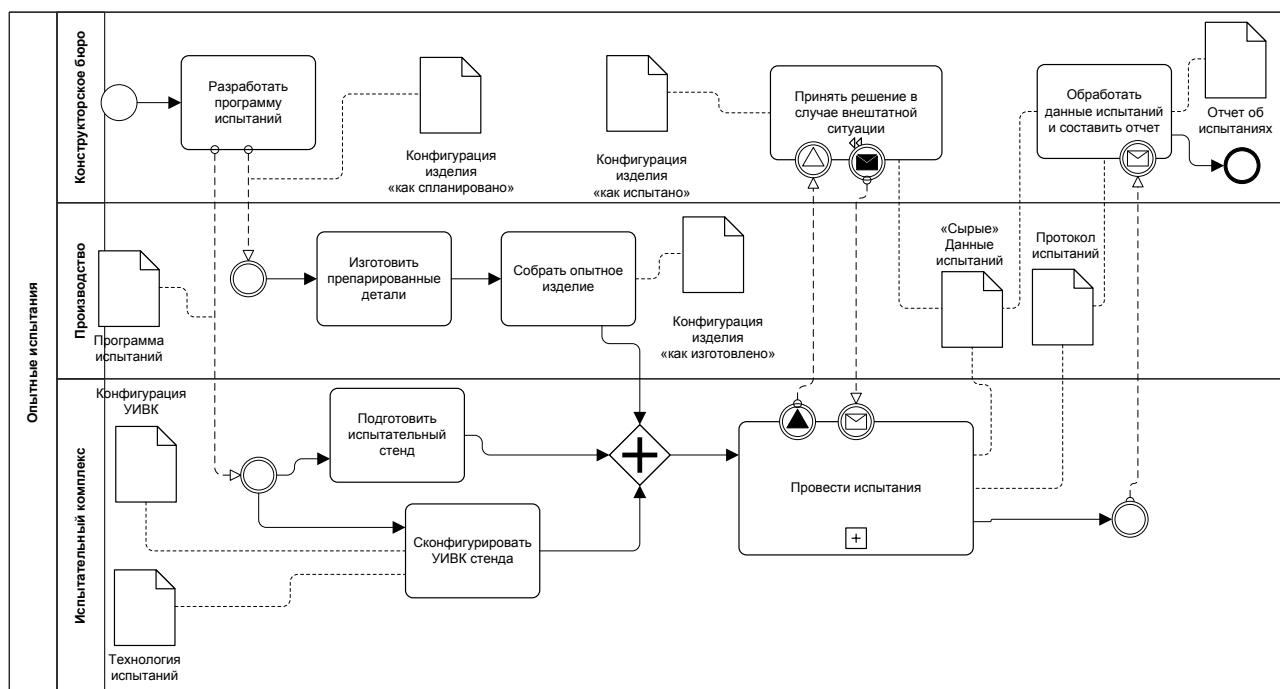 Опытные испытания
Конструкторское бюро
Разработать
программу
испытаний
Конфигурация
изделия
«как спланировано»
Конфигурация
изделия
«как испытано»
Принять решение в
случае внештатной
ситуации
Обработать
данные испытаний
и составить отчет
Отчет об
испытаниях
Производство
Программа
испытаний
Изготовить
препарированные
детали
Собрать опытное
изделие
Конфигурация
изделия
«как изготовлено»
«Сырые»
Данные
испытаний
Протокол
испытаний
Испытательный комплекс
Конфигурация
УИВК
Подготовить
испытательный
стенд
Сконфигурировать
УИВК стенда
Провести испытания
Технология
испытаний